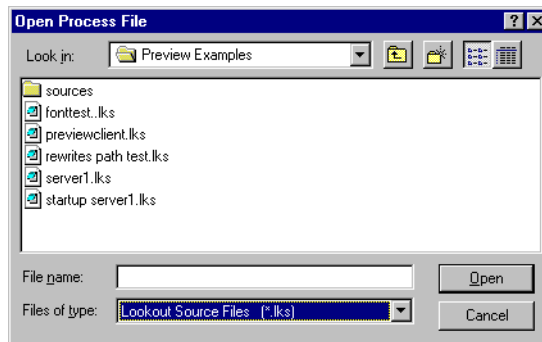 Open Process File
Look in: Preview Examples
sources
fonttest..lks
previewclient.lks
rewrites path test.lks
server1.lks
startup server1.lks
File name: Open
Files of type: Lookout Source Files (*.lks) Cancel